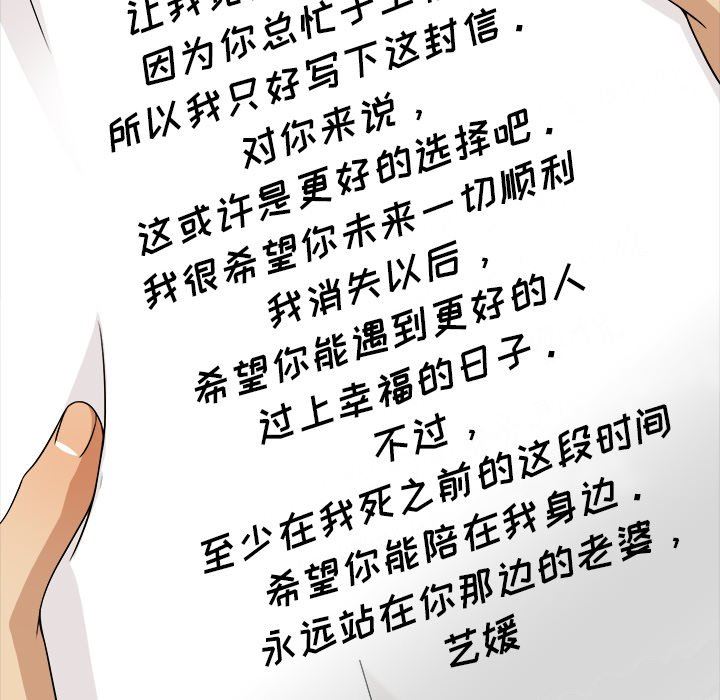 让我
因为你总忙于工
所以我只好写下这封信．
对你来说，
这或许是更好的选择吧．
我很希望你未来一切顺利
我消失以后，
希望你能遇到更好的人
过上幸福的日子．
不过，
至少在我死之前的这段时间
希望你能陪在我身边．
永远站在你那边的老婆，
艺媛